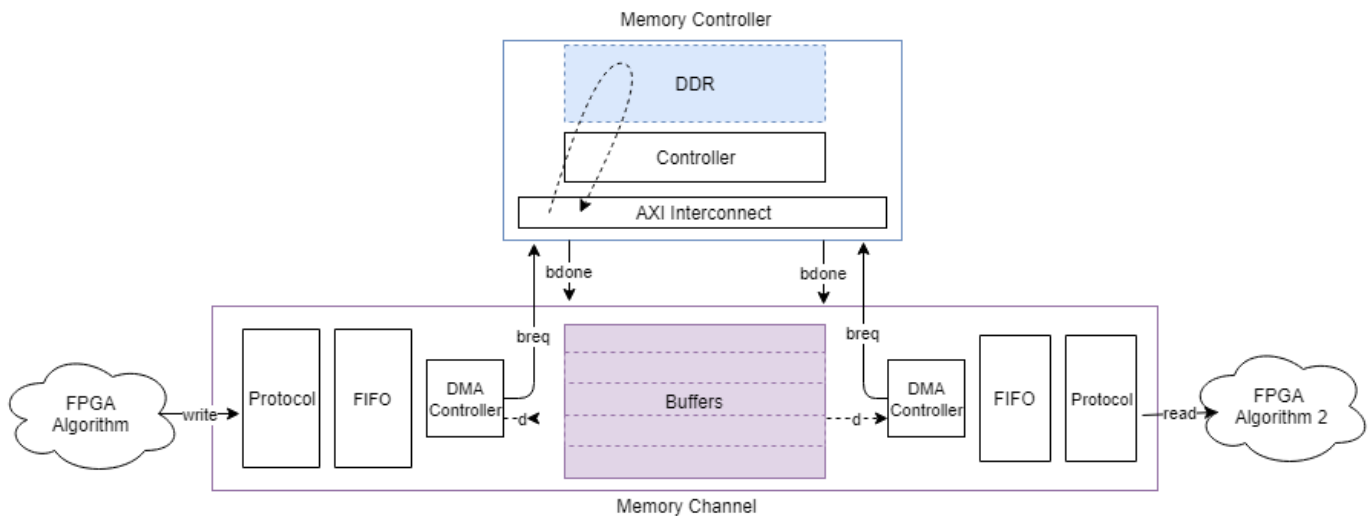 Memory Controller
DDR
Controller
AXI Interconnect
bdone
bdone
breq
breq
FPGA
Algorithm
write
Protocol
FIFO
DMA
Controller
d
Buffers
d
DMA
Controller
FIFO
Protocol
read
FPGA
Algorithm 2
Memory Channel